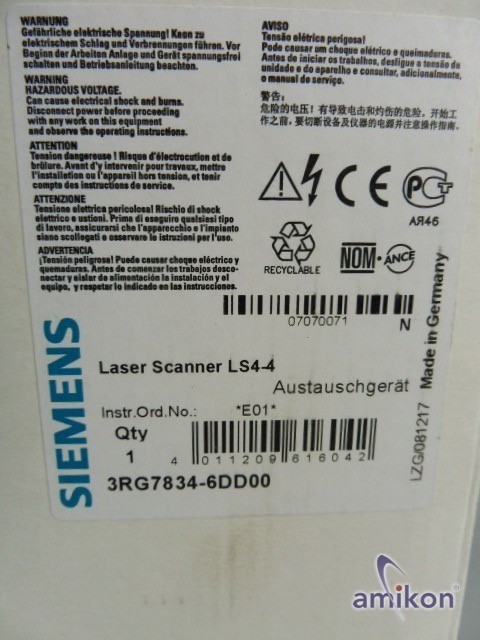 WARNUNG
Gefährliche elektrische Spannung! Kann zu
elektrischem Schlag und Verbrennungen führen. Vor
Beginn der Arbeiten Anlage und Gerät spannungsfrei
schalten und Betriebsanleitung beachten.
WARNING
HAZARDOUS VOLTAGE.
Can cause electrical shock and burns.
Disconnect power before proceeding
with any work on this equipment
and observe the operating instructions.
ATTENTION
Tension dangereuse ! Risque d'électrocution et de
brûlure. Avant d'y intervenir pour travaux, mettre
l'installation ou l'appareil hors tension, et tenir
compte des instructions de service.
ATTENZIONE
Tensione elettrica pericolosa! Rischio di shock
elettrico e ustioni. Prima di eseguire qualsiasi tipo
di lavoro, assicurarsi che l'apparecchio e l'impianto
siano scollegati e osservare le istruzioni per l'uso.
ADVERTENCIA
¡Tensión peligrosa! Puede causar choque eléctrico y
quemaduras. Antes de comenzar los trabajos desco-
nectar y aislar de alimentación la instalación y el
equipo, y respetar lo indicado en las instrucciones.
AVISO
Tensão elétrica perigosa!
Pode causar um choque elétrico e queimaduras.
Antes de iniciar os trabalhos, desligue a tensão da
unidade e do aparelho e consultar, adicionalmente,
o manual de serviço.
警告:
危险的电压! 有导致电击和灼伤的危险。开始工
作之前, 要切断设备及仪器的电源并注意操作指南。
CE
РСТ
АЯ46
RECYCLABLE
NOM-ANCE
07070071
N
SIEMENS
Laser Scanner LS4-4
Austauschgerät
Instr.Ord.No.: *E01*
Qty
1
4 011209 616042
3RG7834-6DD00
LZG/081217 Made in Germany
amikon®